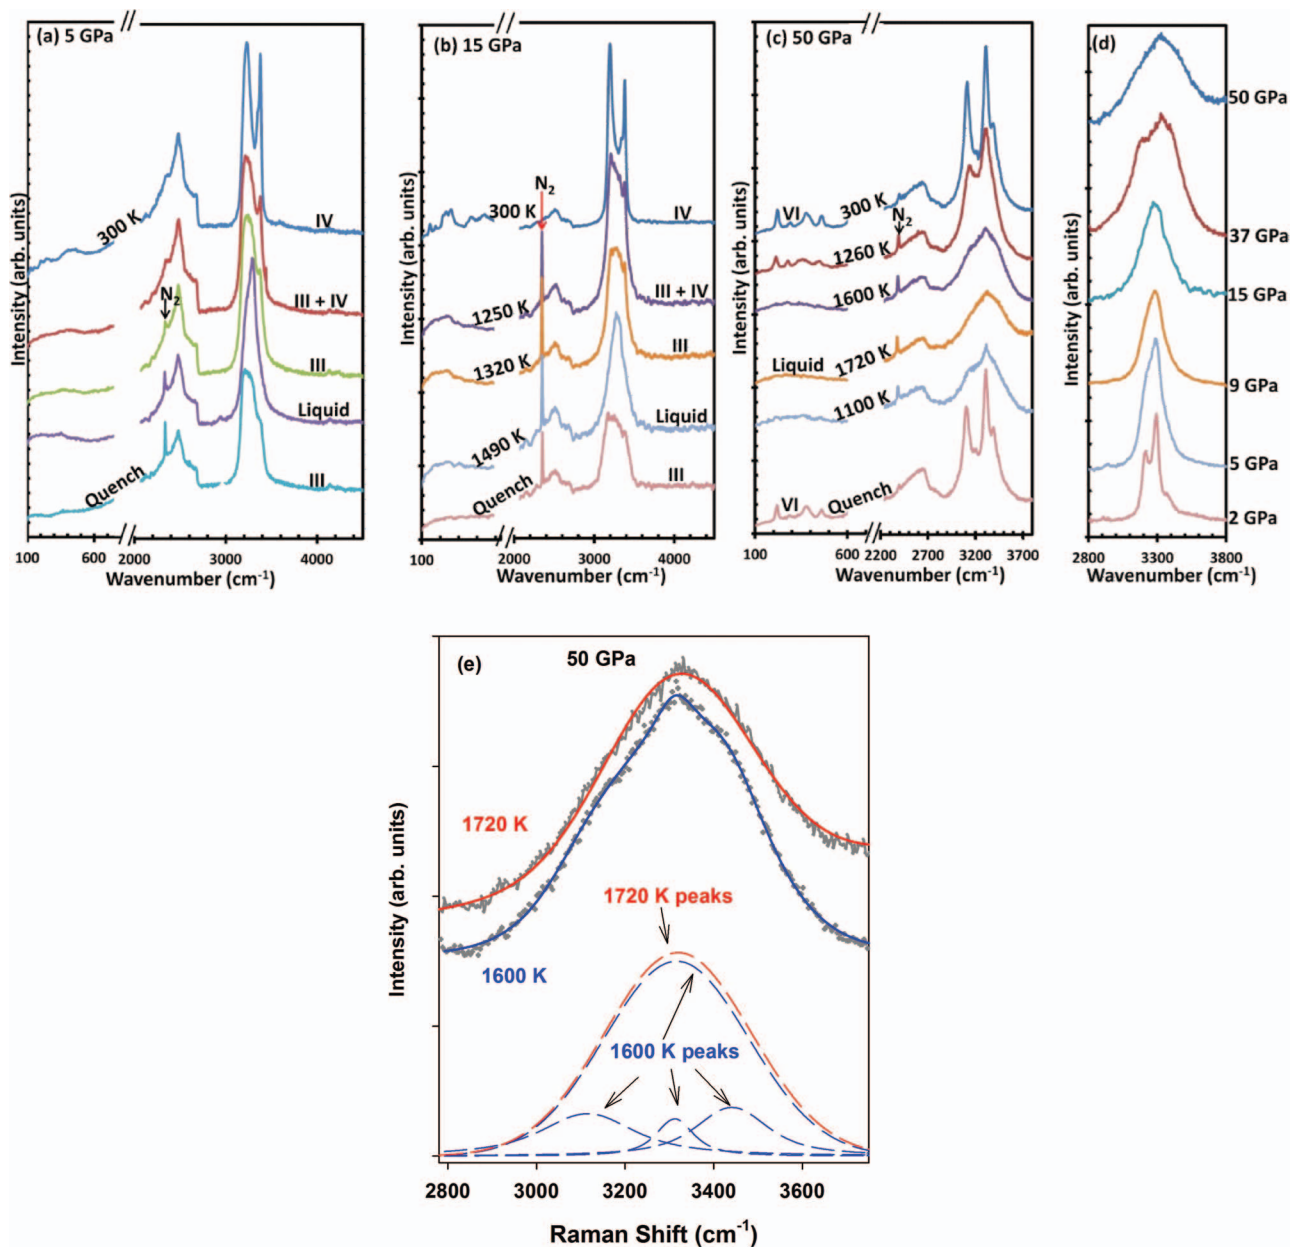 (a) 5 GPa
Intensity (arb. units)
300 K
IV
N2
III + IV
III
Liquid
Quench
III
100 600 2000 3000 4000
Wavenumber (cm-1)
(b) 15 GPa
Intensity (arb. units)
N2
300 K
IV
1250 K
III + IV
1320 K
III
1490 K
Liquid
Quench
III
100 2000 3000 4000
Wavenumber (cm-1)
(c) 50 GPa
Intensity (arb. units)
VI
300 K
N2
1260 K
1600 K
Liquid
1720 K
1100 K
VI
Quench
100 600 2200 2700 3200 3700
Wavenumber (cm-1)
(d)
Intensity (arb. units)
50 GPa
37 GPa
15 GPa
9 GPa
5 GPa
2 GPa
2800 3300 3800
Wavenumber (cm-1)
(e)
50 GPa
Intensity (arb. units)
1720 K
1720 K peaks
1600 K
1600 K peaks
2800 3000 3200 3400 3600
Raman Shift (cm-1)